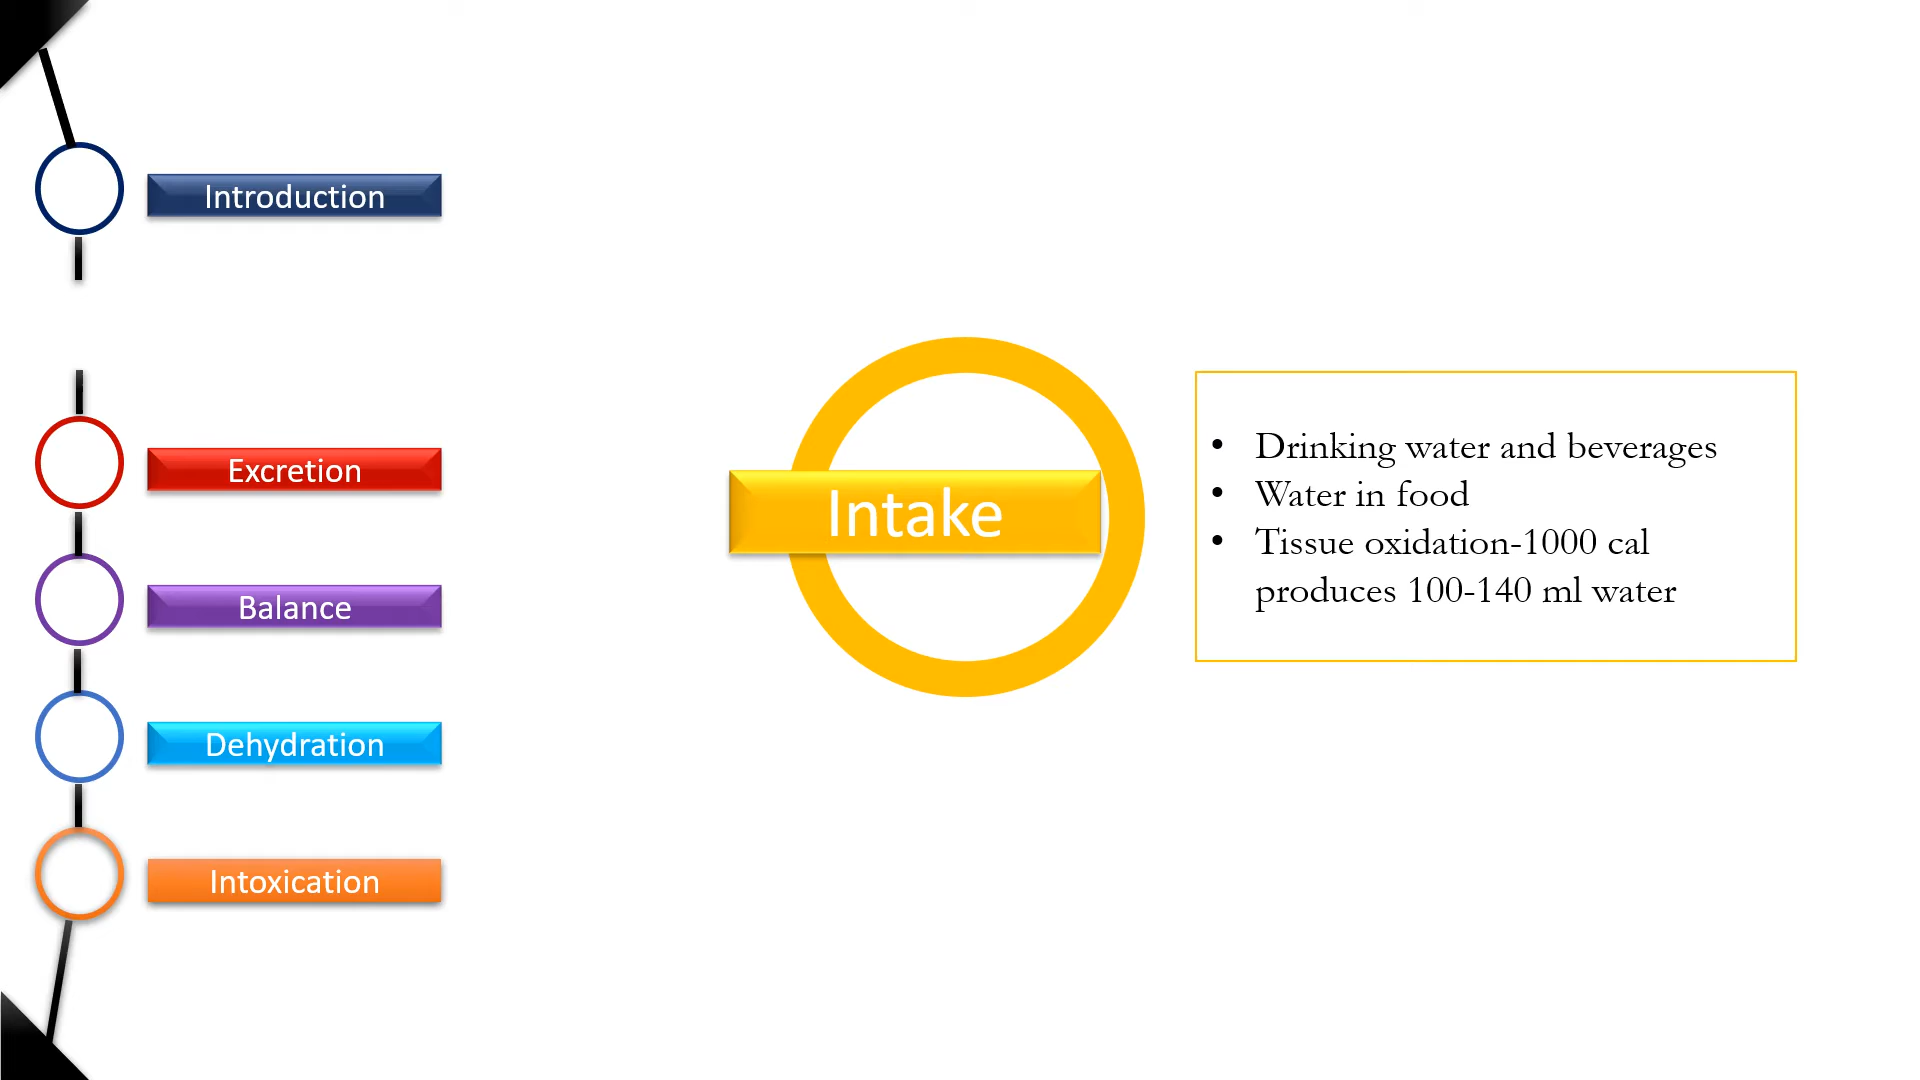 Introduction
Excretion
Balance
Dehydration
Intoxication
Intake
• Drinking water and beverages
• Water in food
• Tissue oxidation-1000 cal
produces 100-140 ml water